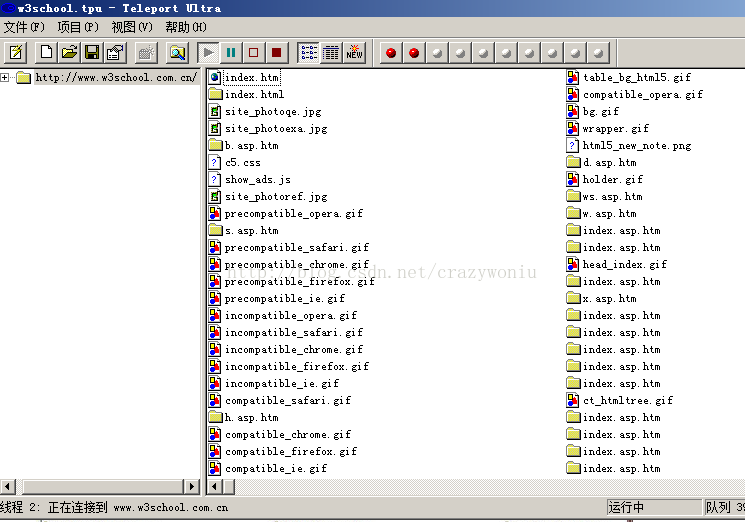 w3school.tpu - Teleport Ultra
文件(F) 项目(P) 视图(V) 帮助(H)
NEW
http://www.w3school.com.cn/
index.htm
index.html
site_photoqe.jpg
site_photoexa.jpg
b.asp.htm
c5.css
show_ads.js
site_photoref.jpg
precompatible_opera.gif
s.asp.htm
precompatible_safari.gif
precompatible_chrome.gif
precompatible_firefox.gif
precompatible_ie.gif
incompatible_opera.gif
incompatible_safari.gif
incompatible_chrome.gif
incompatible_firefox.gif
incompatible_ie.gif
compatible_safari.gif
h.asp.htm
compatible_chrome.gif
compatible_firefox.gif
compatible_ie.gif
table_bg_html5.gif
compatible_opera.gif
bg.gif
wrapper.gif
html5_new_note.png
d.asp.htm
holder.gif
ws.asp.htm
w.asp.htm
index.asp.htm
index.asp.htm
head_index.gif
index.asp.htm
x.asp.htm
index.asp.htm
index.asp.htm
index.asp.htm
index.asp.htm
index.asp.htm
ct_htmltree.gif
index.asp.htm
index.asp.htm
index.asp.htm
index.asp.htm
http://blog.csdn.net/crazywoniu
线程 2: 正在连接到 www.w3school.com.cn
运行中
队列 39